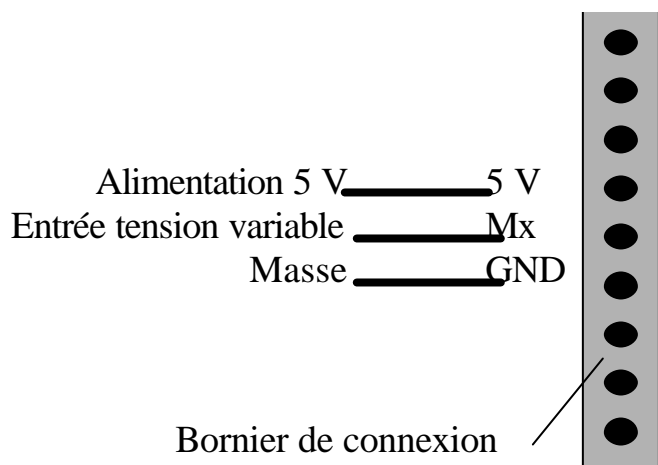 Alimentation 5 V 5 V
Entrée tension variable Mx
Masse GND
Bornier de connexion